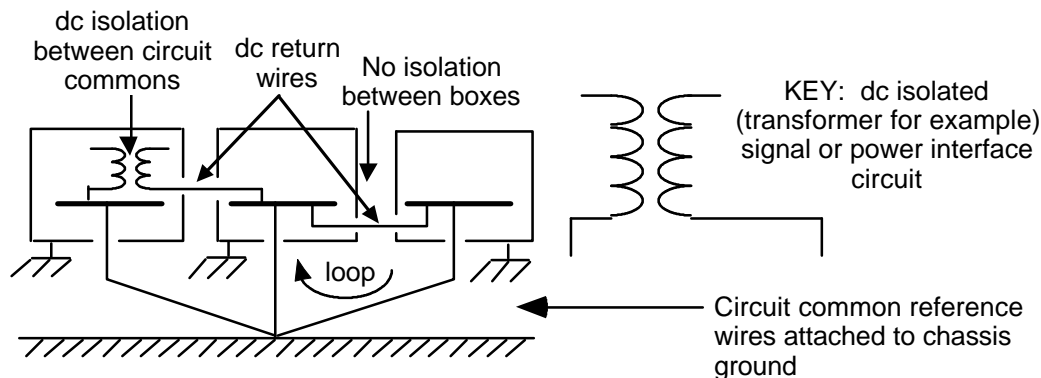 dc isolation
between circuit
commons
dc return
wires
No isolation
between boxes
KEY:  dc isolated
(transformer for example)
signal or power interface
circuit
loop
Circuit common reference
wires attached to chassis
ground